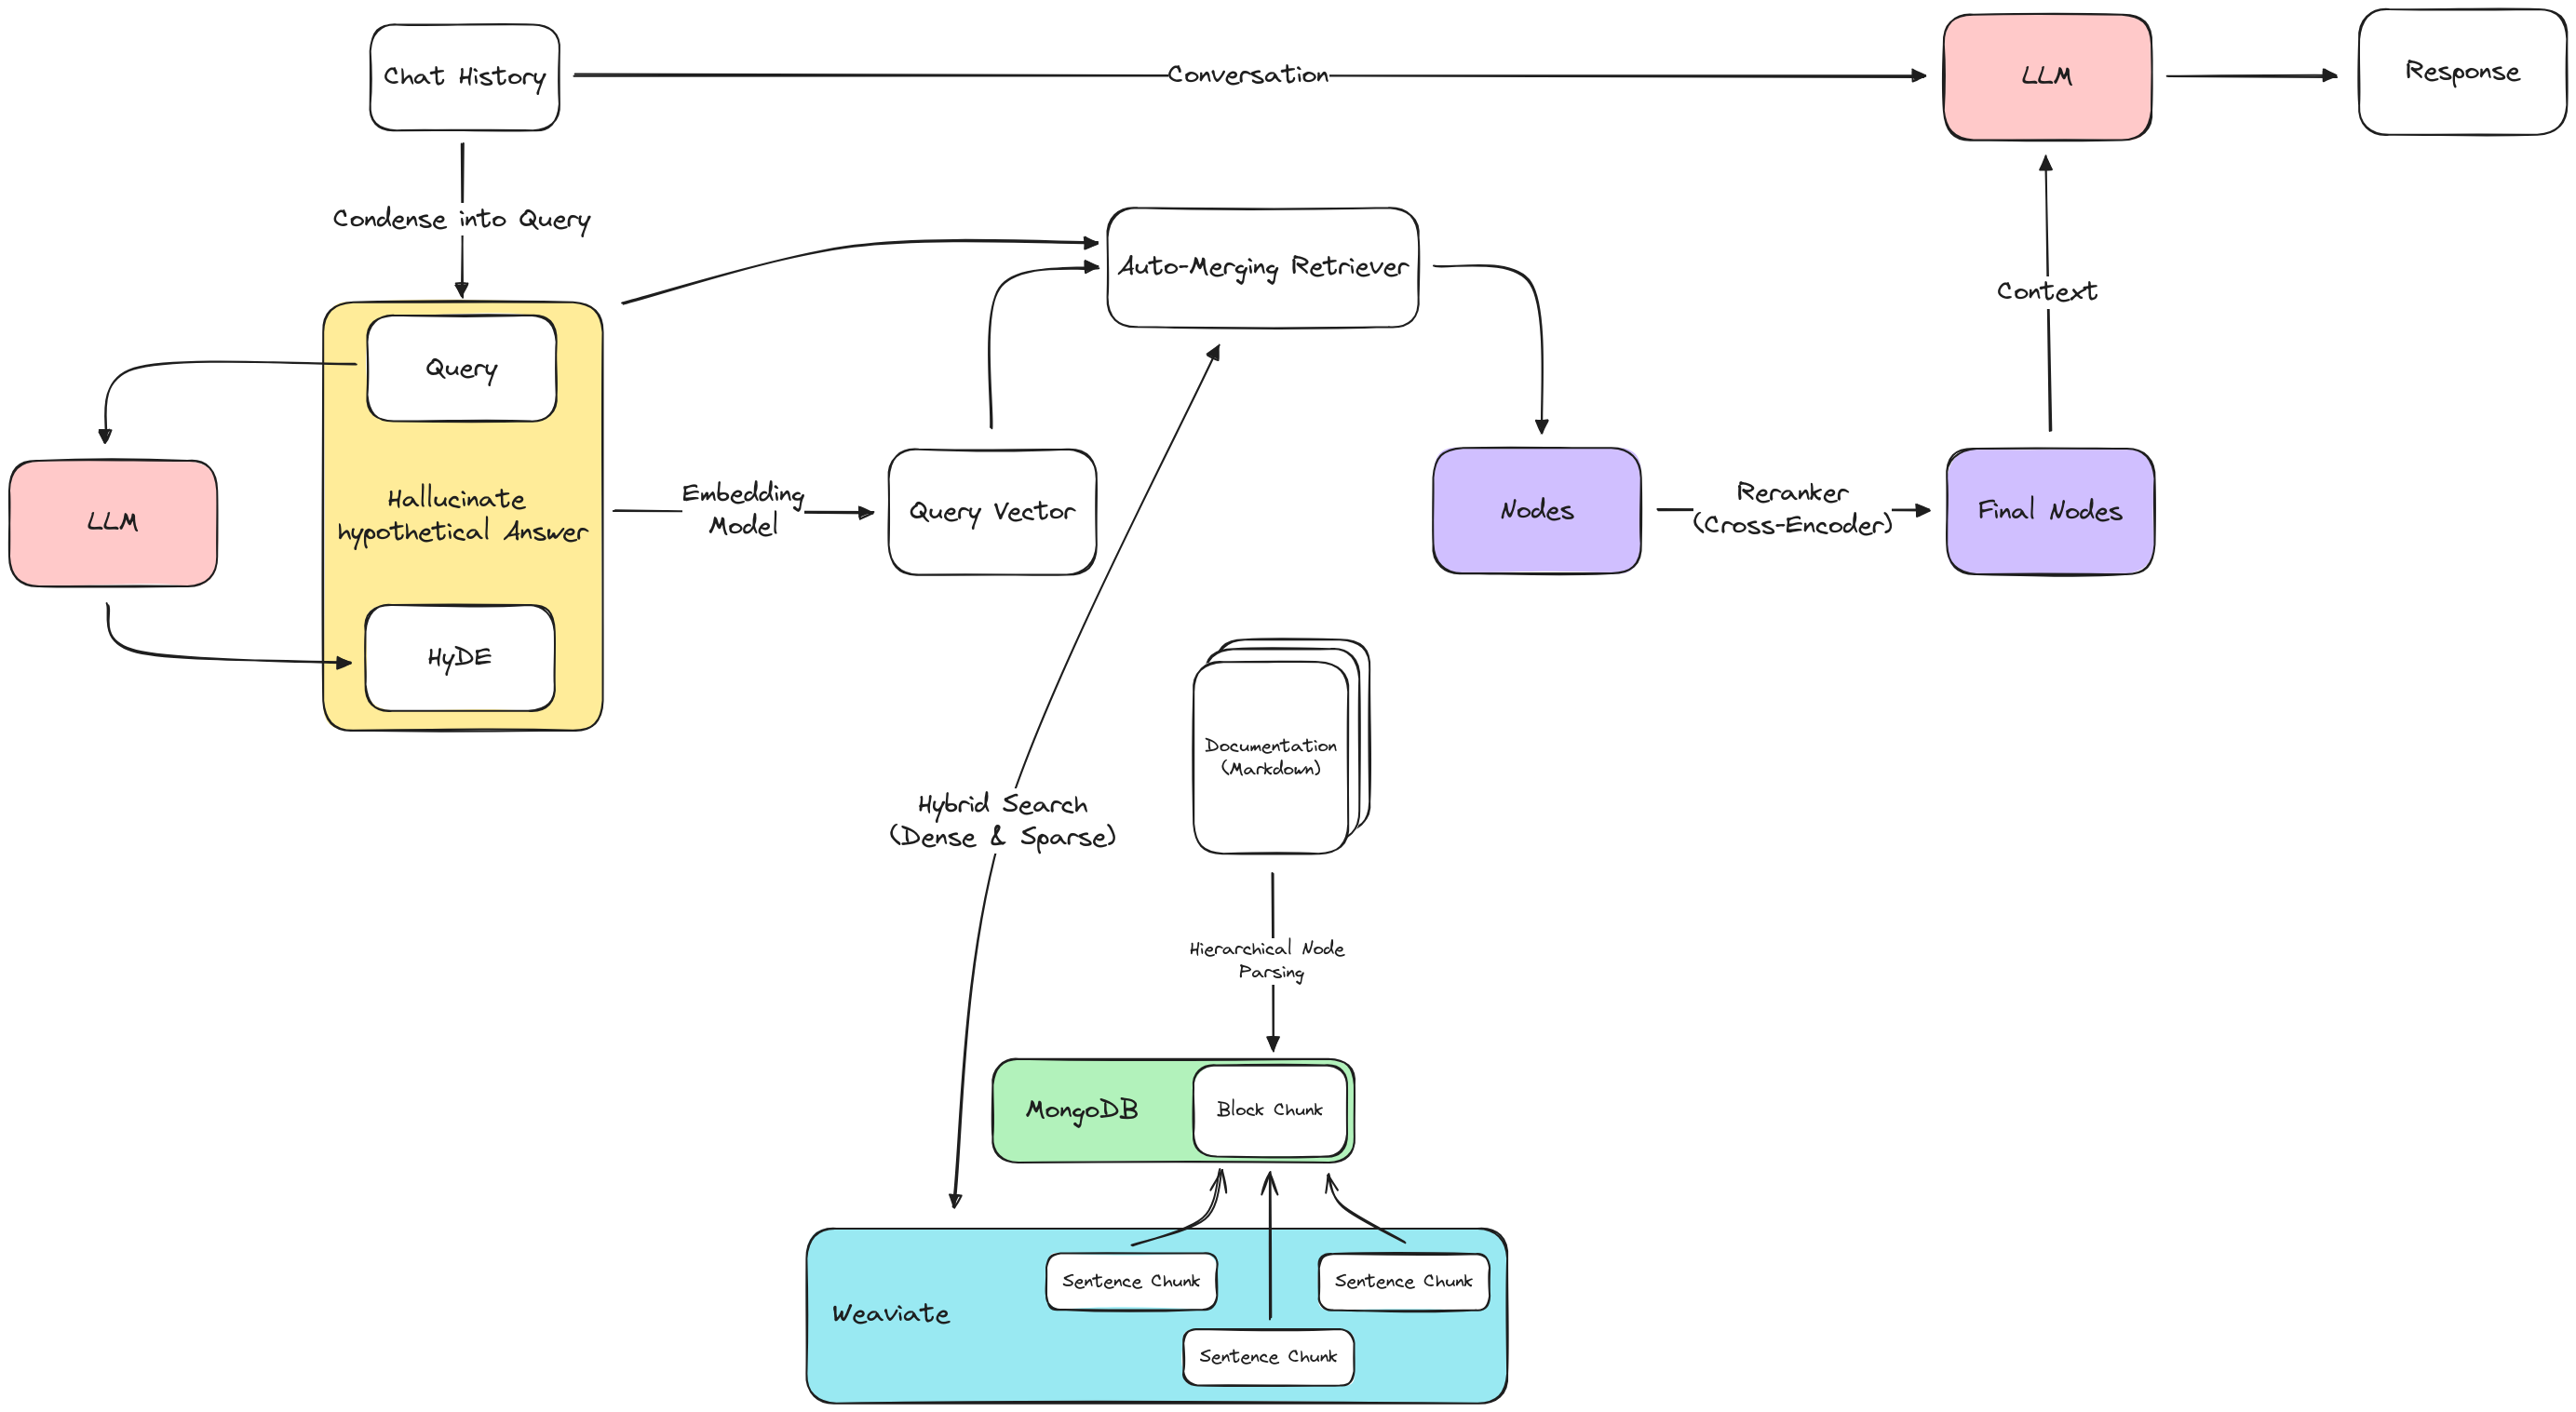 Chat History
Conversation
LLM
Response
Condense into Query
Auto-Merging Retriever
Context
Query
LLM
Hallucinate
hypothetical Answer
HyDE
Embedding
Model
Query Vector
Nodes
Reranker
(Cross-Encoder)
Final Nodes
Hybrid Search
(Dense & Sparse)
Documentation
(Markdown)
Hierarchical Node
Parsing
MongoDB
Block Chunk
Weaviate
Sentence Chunk
Sentence Chunk
Sentence Chunk